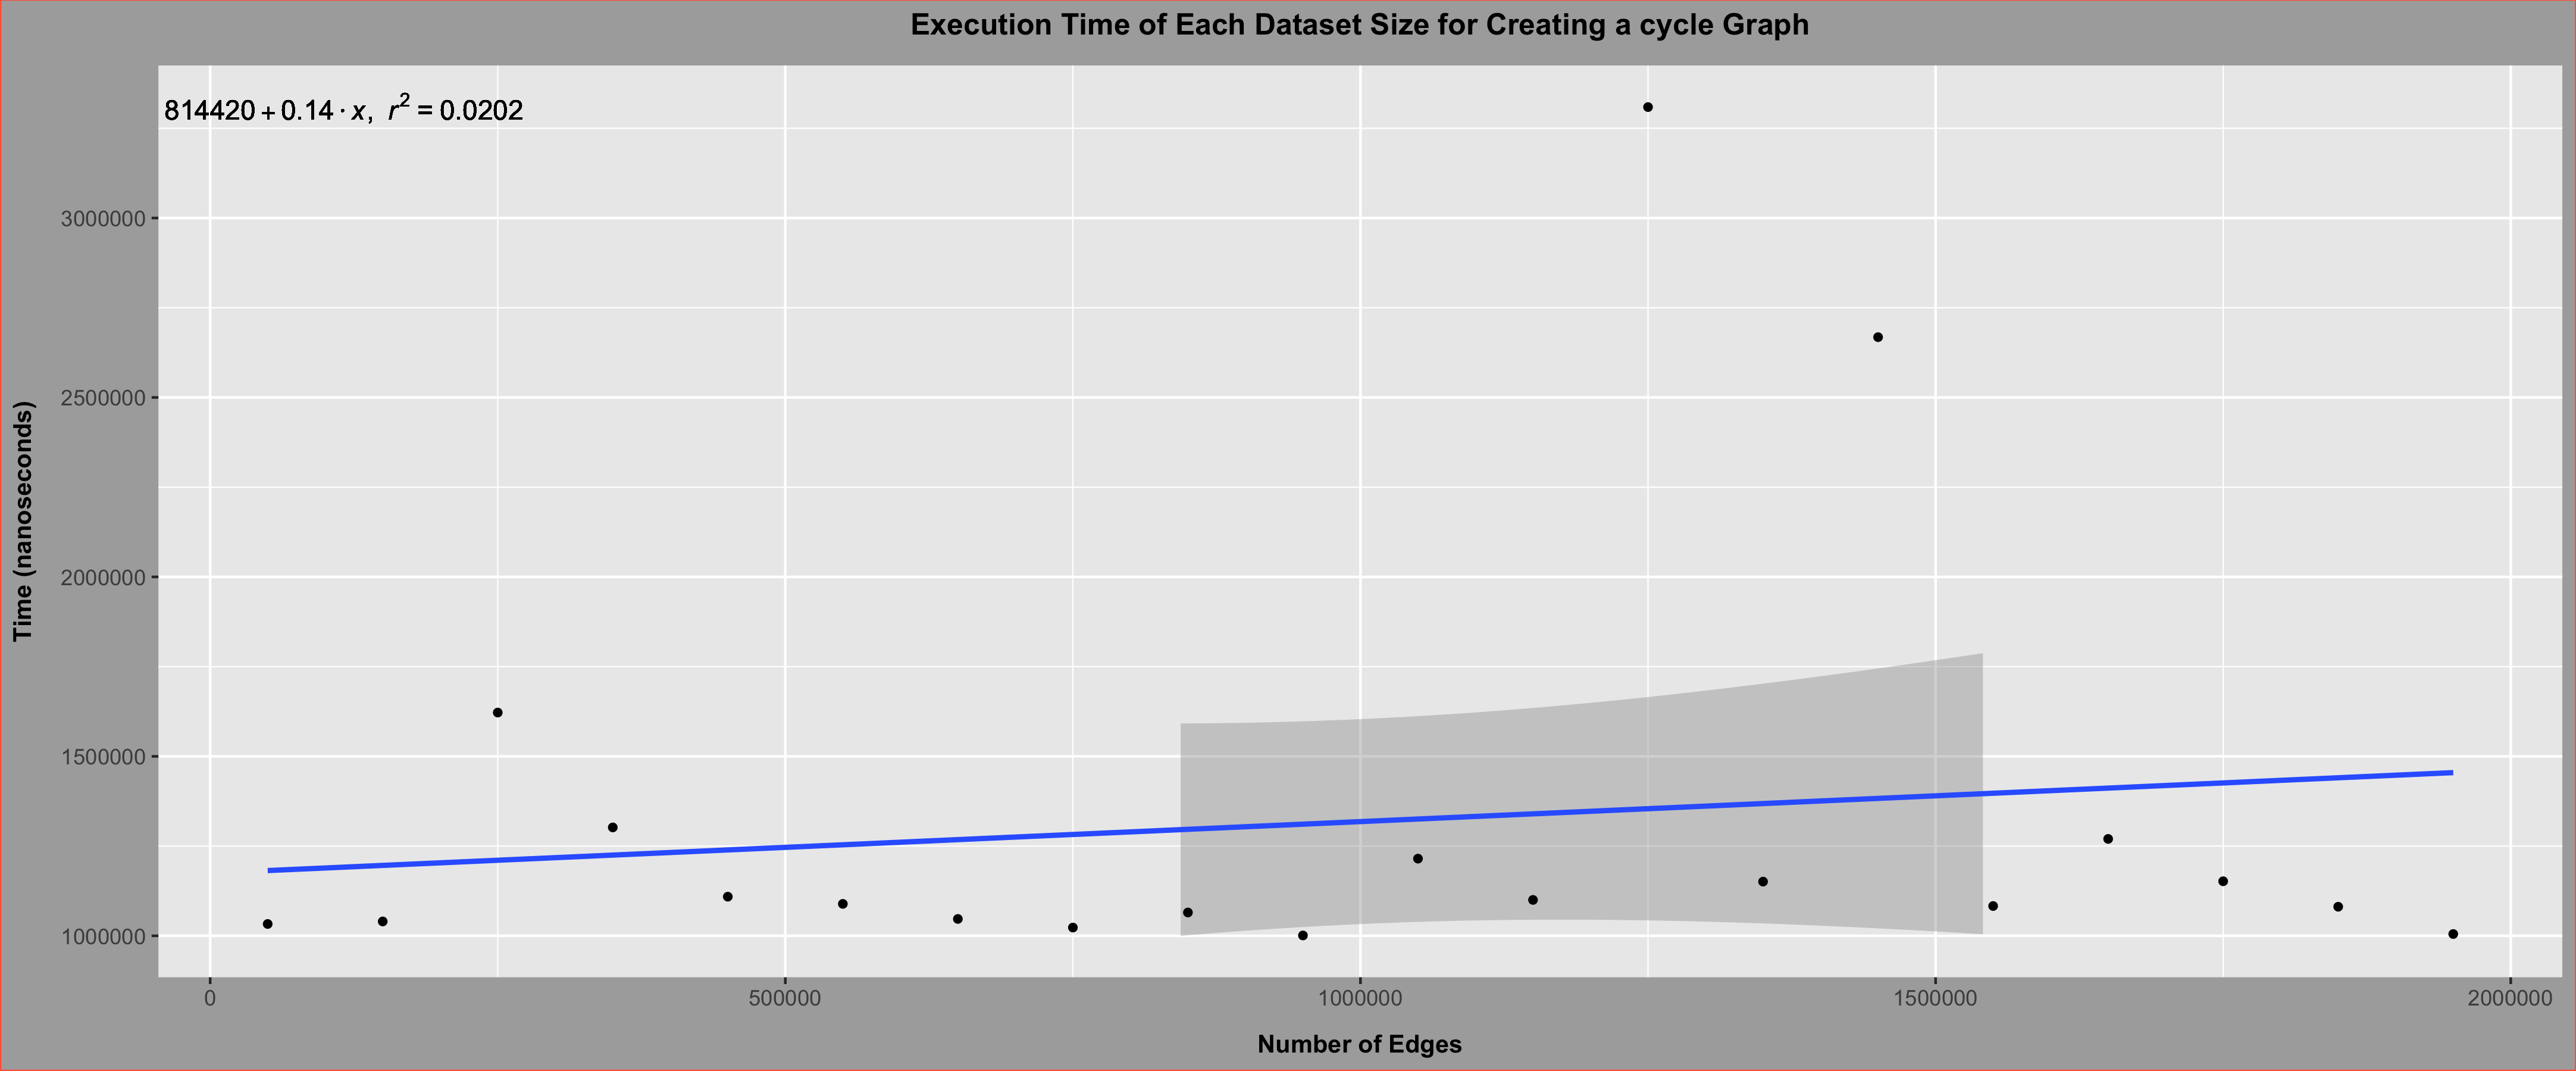 Execution Time of Each Dataset Size for Creating a cycle Graph
814420 + 0.14 · x, r² = 0.0202
Time (nanoseconds)
3000000
2500000
2000000
1500000
1000000
0 500000 1000000 1500000 2000000
Number of Edges